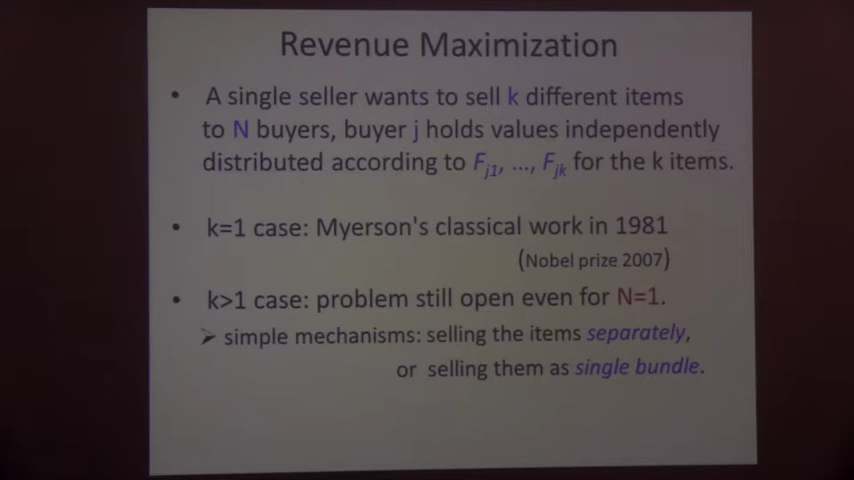 Revenue Maximization
• A single seller wants to sell k different items
to N buyers, buyer j holds values independently
distributed according to Fj1, ..., Fjk for the k items.
• k=1 case: Myerson's classical work in 1981
(Nobel prize 2007)
• k>1 case: problem still open even for N=1.
➢ simple mechanisms: selling the items separately,
or selling them as single bundle.